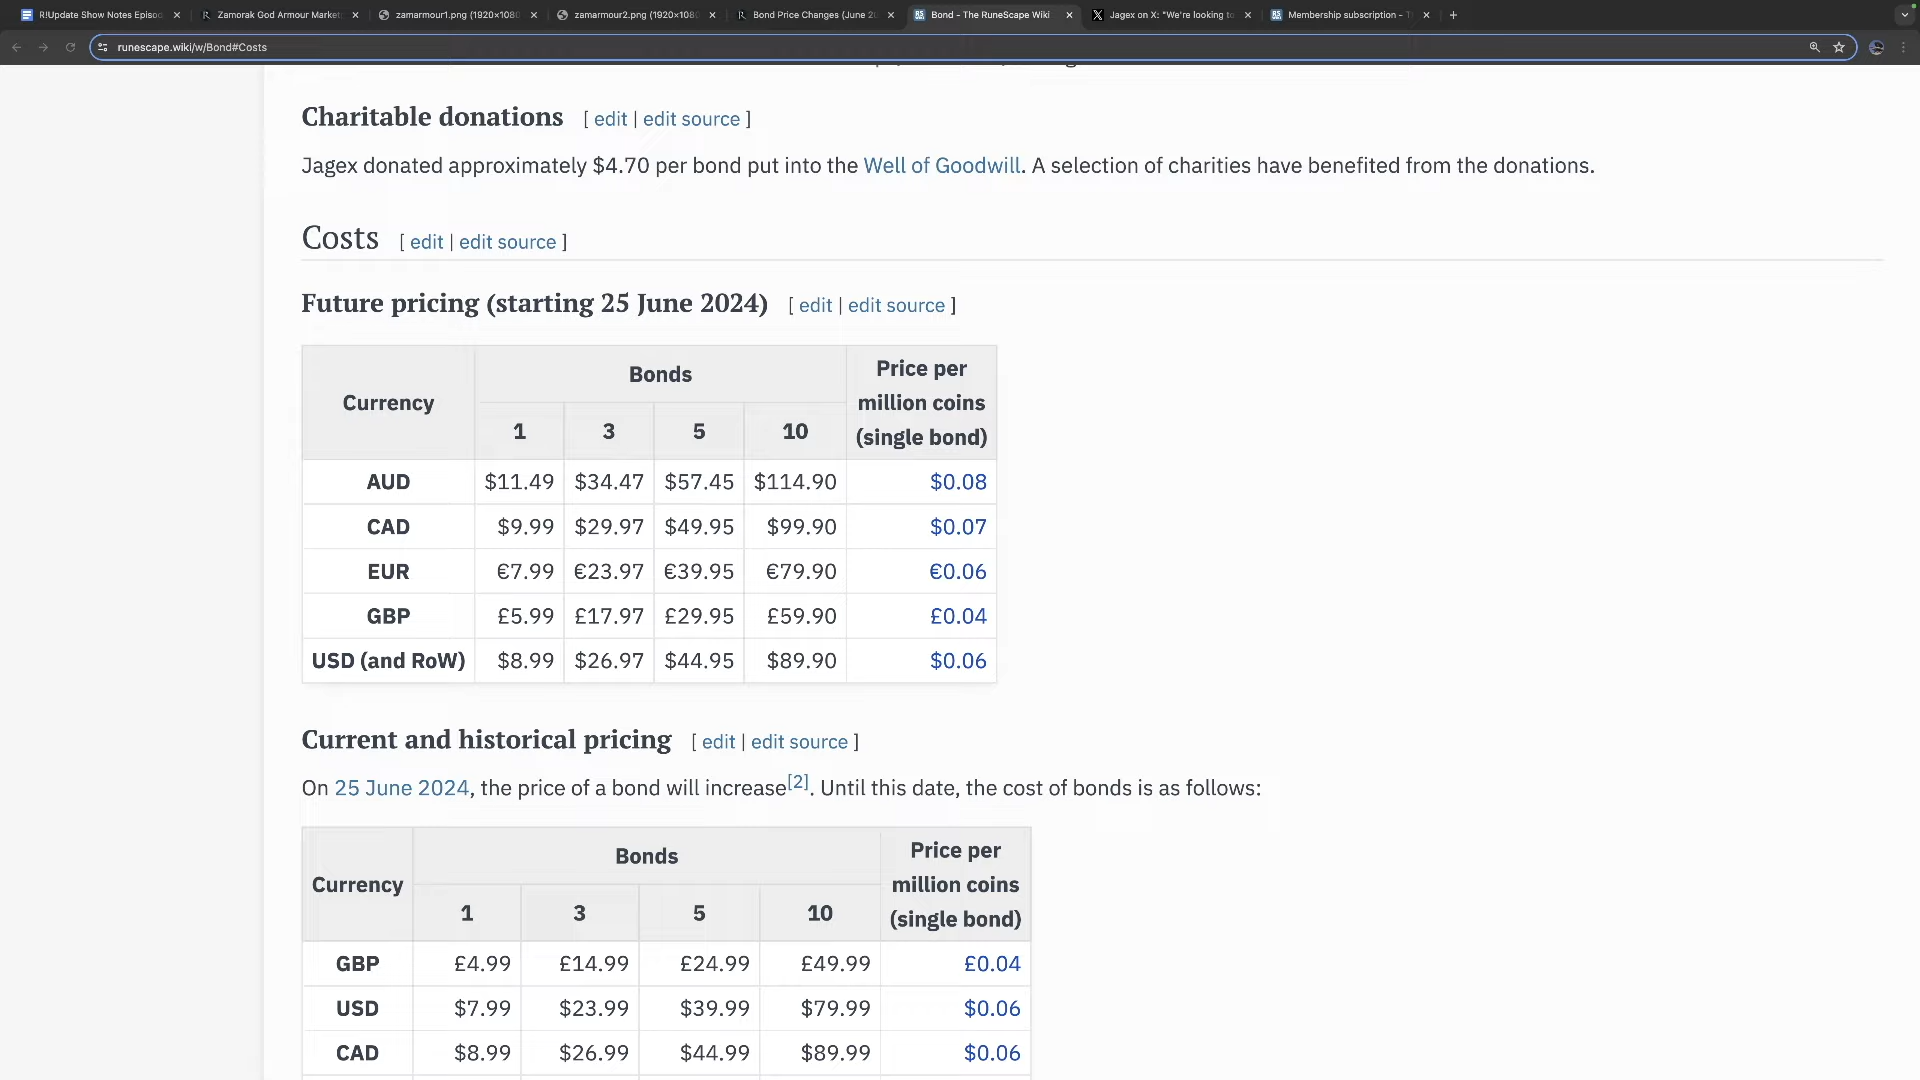 R!Update Show Notes Episod
Zamorak God Armour Market
zamarmour1.png (1920×108
zamarmour2.png (1920×108
Bond Price Changes (June 2
Bond - The RuneScape Wiki
Jagex on X: "We're looking to
Membership subscription - T
runescape.wiki/w/Bond#Costs
Charitable donations [ edit | edit source ]
Jagex donated approximately $4.70 per bond put into the Well of Goodwill. A selection of charities have benefited from the donations.
Costs [ edit | edit source ]
Future pricing (starting 25 June 2024) [ edit | edit source ]
Currency Bonds Price per
million coins
(single bond)
1 3 5 10
AUD $11.49 $34.47 $57.45 $114.90 $0.08
CAD $9.99 $29.97 $49.95 $99.90 $0.07
EUR €7.99 €23.97 €39.95 €79.90 €0.06
GBP £5.99 £17.97 £29.95 £59.90 £0.04
USD (and RoW) $8.99 $26.97 $44.95 $89.90 $0.06
Current and historical pricing [ edit | edit source ]
On 25 June 2024, the price of a bond will increase[2]. Until this date, the cost of bonds is as follows:
Currency Bonds Price per
million coins
(single bond)
1 3 5 10
GBP £4.99 £14.99 £24.99 £49.99 £0.04
USD $7.99 $23.99 $39.99 $79.99 $0.06
CAD $8.99 $26.99 $44.99 $89.99 $0.06